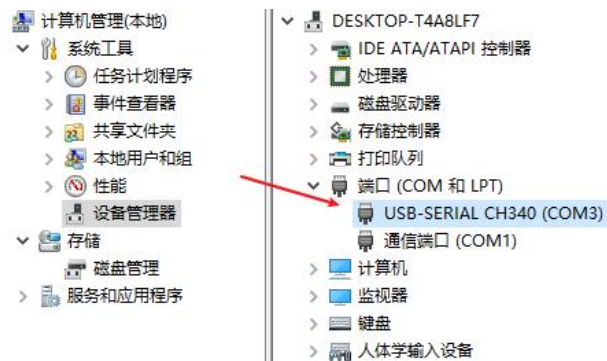 计算机管理(本地)
系统工具
任务计划程序
事件查看器
共享文件夹
本地用户和组
性能
设备管理器
存储
磁盘管理
服务和应用程序
DESKTOP-T4A8LF7
IDE ATA/ATAPI 控制器
处理器
磁盘驱动器
存储控制器
打印队列
端口 (COM 和 LPT)
USB-SERIAL CH340 (COM3)
通信端口 (COM1)
计算机
监视器
键盘
人体学输入设备